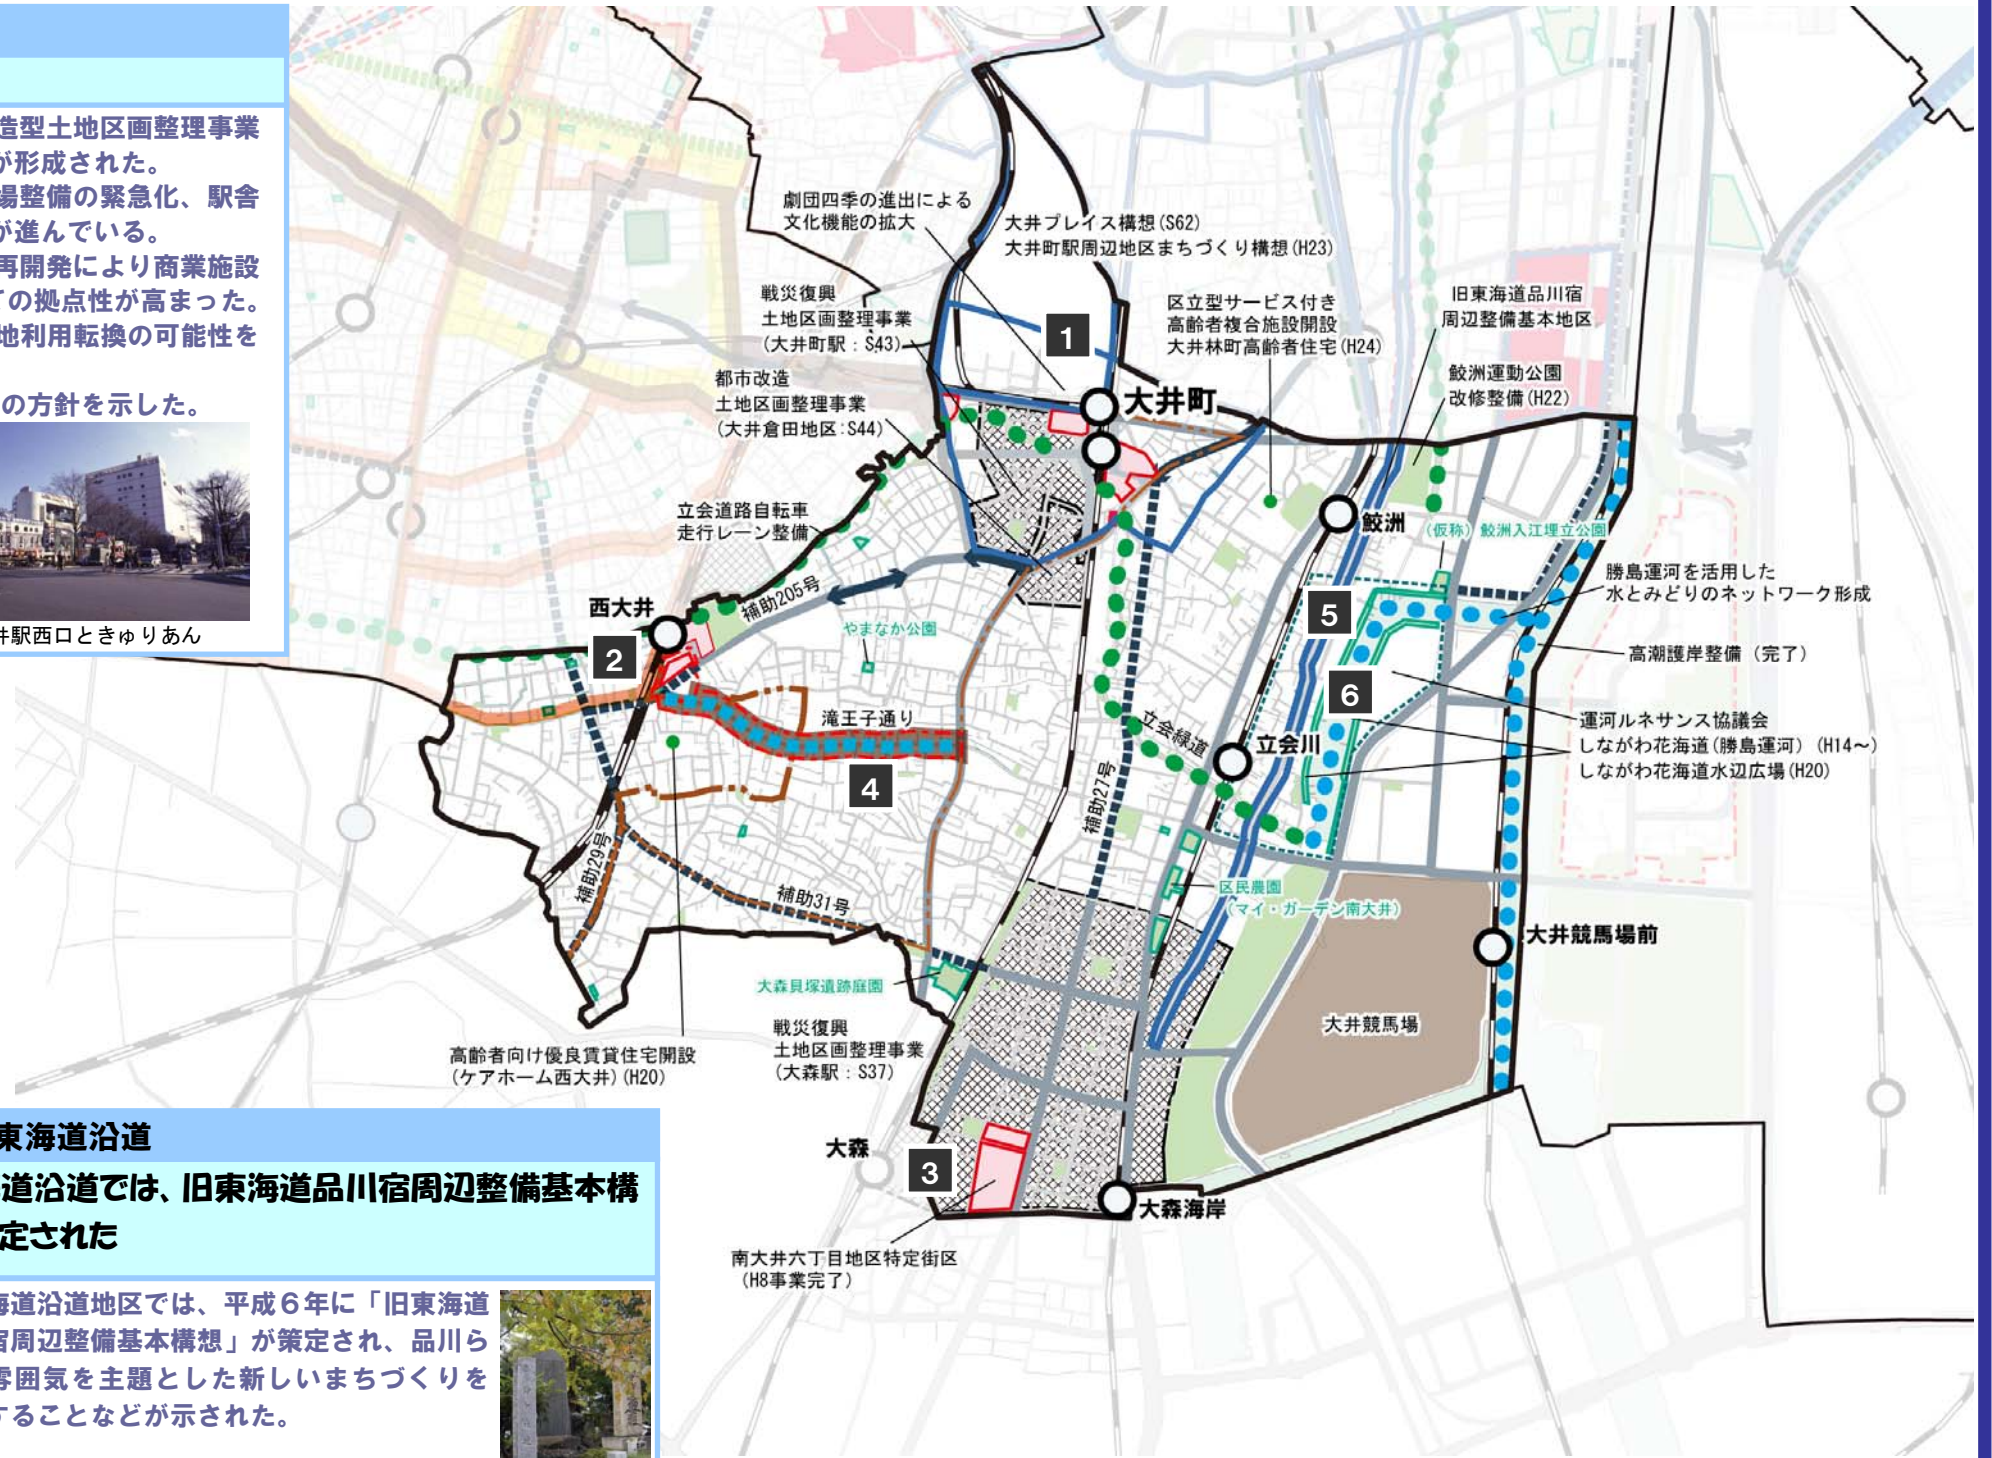 造型土地区画整理事業
が形成された。
場整備の緊急化、駅舎
が進んでいる。
再開発により商業施設
ての拠点性が高まった。
地利用転換の可能性を
の方針を示した。
井駅西口ときゅりあん
劇団四季の進出による
文化機能の拡大
大井プレイス構想(S62)
大井町駅周辺地区まちづくり構想(H23)
戦災復興
土地区画整理事業
(大井町駅：S43)
1
区立型サービス付き
高齢者複合施設開設
大井林町高齢者住宅(H24)
旧東海道品川宿
周辺整備基本地区
鮫洲運動公園
改修整備(H22)
都市改造
土地区画整理事業
(大井倉田地区:S44)
大井町
立会道路自転車
走行レーン整備
鮫洲
(仮称) 鮫洲入江埋立公園
勝島運河を活用した
水とみどりのネットワーク形成
西大井
補助205号
やまなか公園
5
2
高潮護岸整備（完了）
6
滝王子通り
立会緑道
立会川
運河ルネサンス協議会
しながわ花海道(勝島運河) (H14～)
しながわ花海道水辺広場(H20)
4
補助27号
補助29号
補助31号
区民農園
(マイ・ガーデン南大井)
大井競馬場前
大森貝塚遺跡庭園
大井競馬場
戦災復興
土地区画整理事業
(大森駅：S37)
高齢者向け優良賃貸住宅開設
(ケアホーム西大井)(H20)
大森
3
大森海岸
南大井六丁目地区特定街区
(H8事業完了)
東海道沿道
道沿道では、旧東海道品川宿周辺整備基本構
定された
海道沿道地区では、平成６年に「旧東海道
宿周辺整備基本構想」が策定され、品川ら
雰囲気を主題とした新しいまちづくりを
することなどが示された。